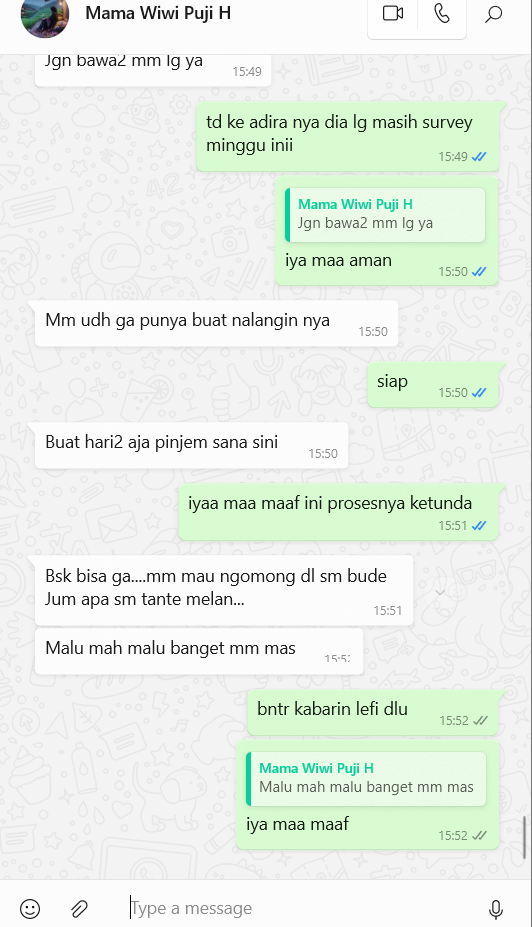 Mama Wiwi Puji H
Jgn bawa2 mm lg ya
15:49
td ke adira nya dia lg masih survey
minggu inii
15:49
Mama Wiwi Puji H
Jgn bawa2 mm lg ya
iya maa aman
15:50
Mm udh ga punya buat nalangin nya
15:50
siap
15:50
Buat hari2 aja pinjem sana sini
15:50
iyaa maa maaf ini prosesnya ketunda
15:51
Bsk bisa ga....mm mau ngomong dl sm bude
Jum apa sm tante melan...
15:51
Malu mah malu banget mm mas
15:52
bntr kabarin lefi dlu
15:52
Mama Wiwi Puji H
Malu mah malu banget mm mas
iya maa maaf
15:52
Type a message